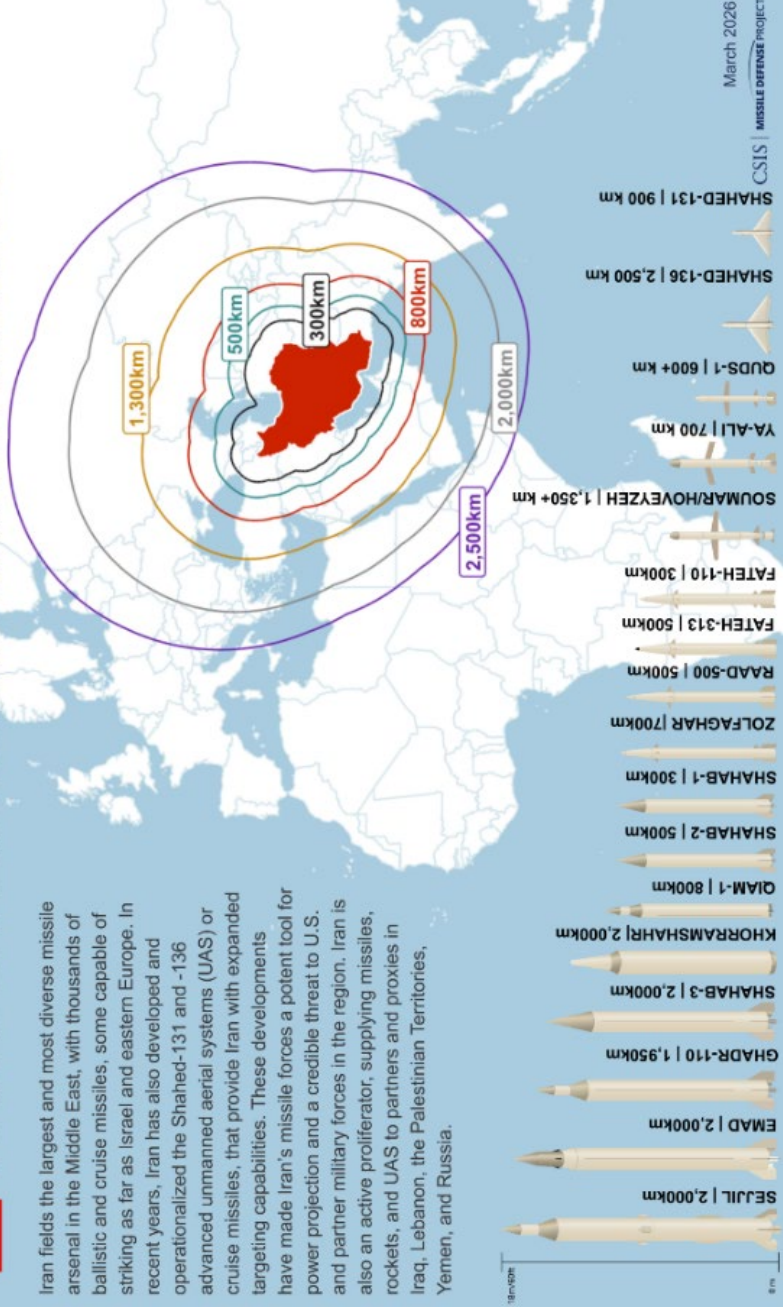 Iran fields the largest and most diverse missile
arsenal in the Middle East, with thousands of
ballistic and cruise missiles, some capable of
striking as far as Israel and eastern Europe. In
recent years, Iran has also developed and
operationalized the Shahed-131 and -136
advanced unmanned aerial systems (UAS) or
cruise missiles, that provide Iran with expanded
targeting capabilities. These developments
have made Iran's missile forces a potent tool for
power projection and a credible threat to U.S.
and partner military forces in the region. Iran is
also an active proliferator, supplying missiles,
rockets, and UAS to partners and proxies in
Iraq, Lebanon, the Palestinian Territories,
Yemen, and Russia.
1,300km
500km
300km
800km
2,000km
2,500km
18m/60ft
0 m
SEJJIL | 2,000km
EMAD | 2,000km
GHADR-110 | 1,950km
SHAHAB-3 | 2,000km
KHORRAMSHAHR| 2,000km
QIAM-1 | 800km
SHAHAB-2 | 500km
SHAHAB-1 | 300km
ZOLFAGHAR |700km
RAAD-500 | 500km
FATEH-313 | 500km
FATEH-110 | 300km
SOUMAR/HOVEYZEH | 1,350+ km
YA-ALI | 700 km
QUDS-1 | 600+ km
SHAHED-136 | 2,500 km
SHAHED-131 | 900 km
March 2026
CSIS | MISSILE DEFENSE PROJECT